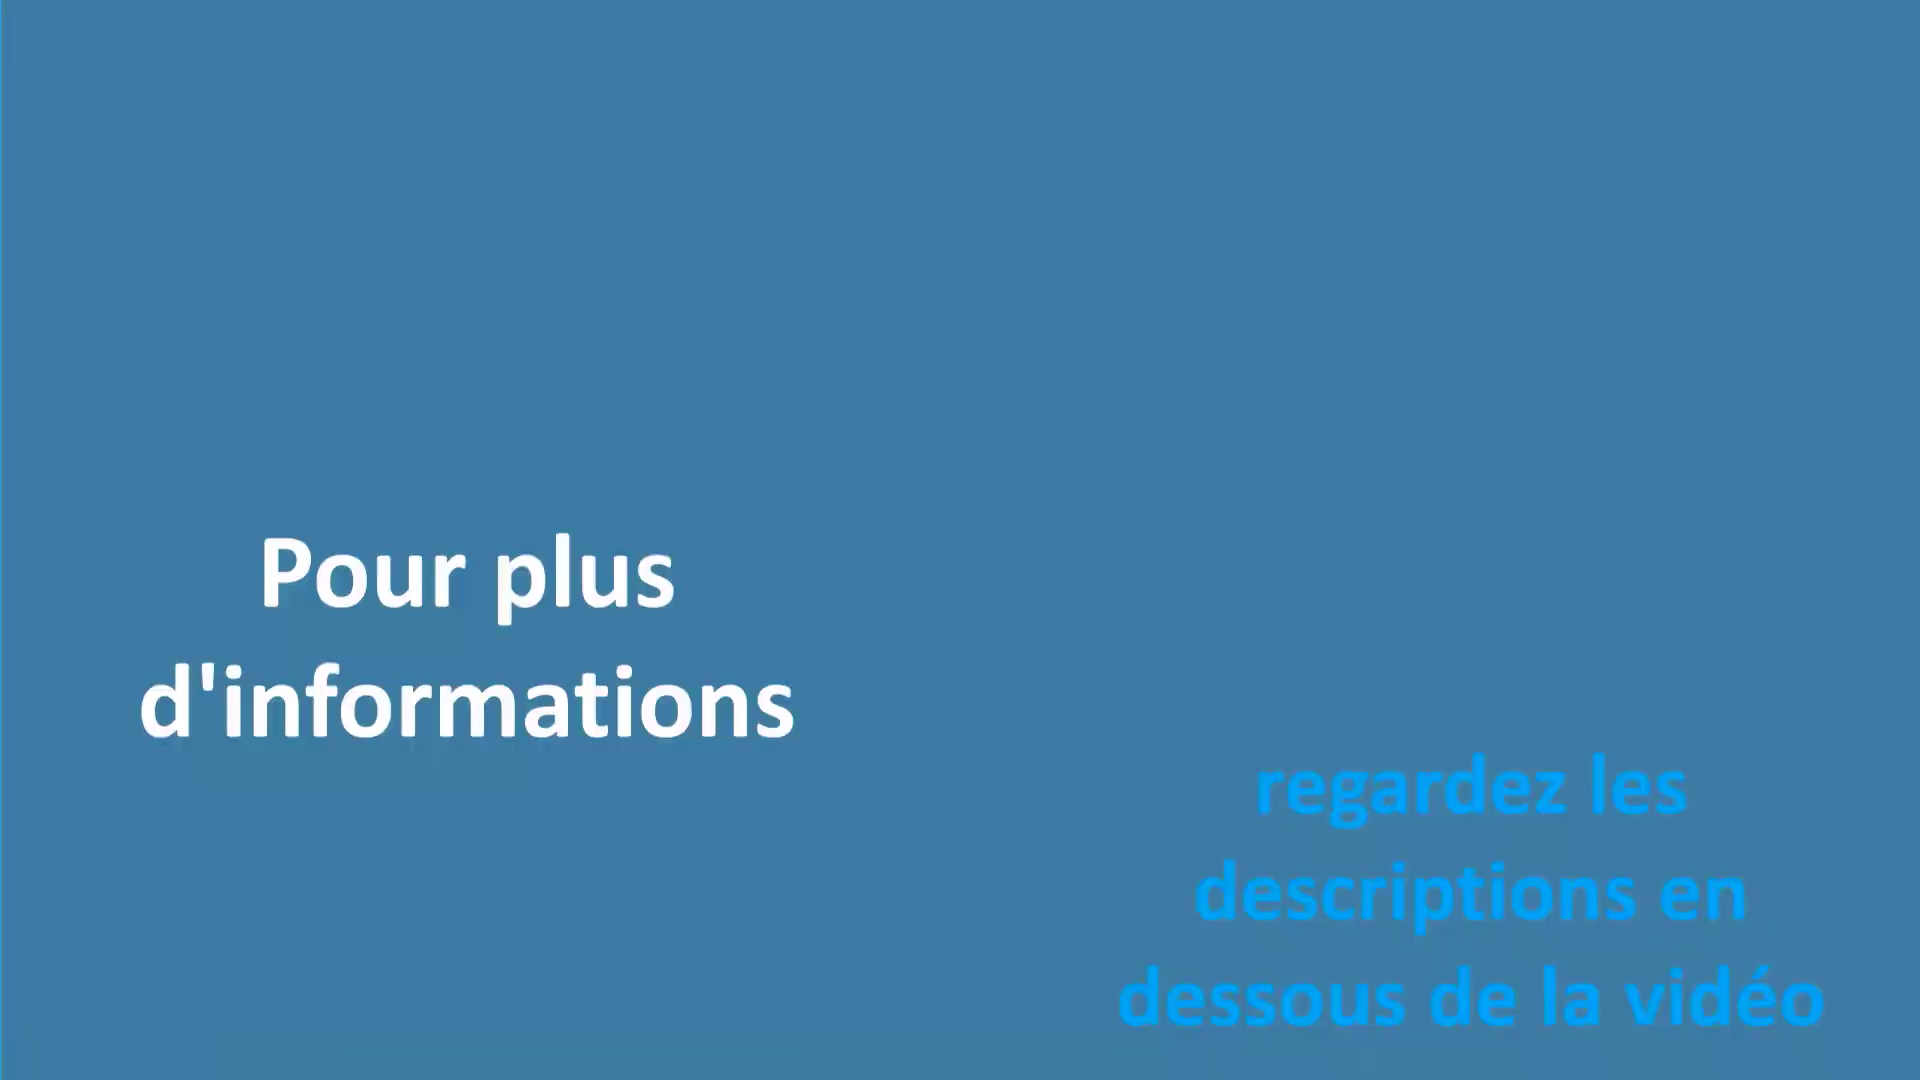 Pour plus
d'informations
regardez les
descriptions en
dessous de la vidéo